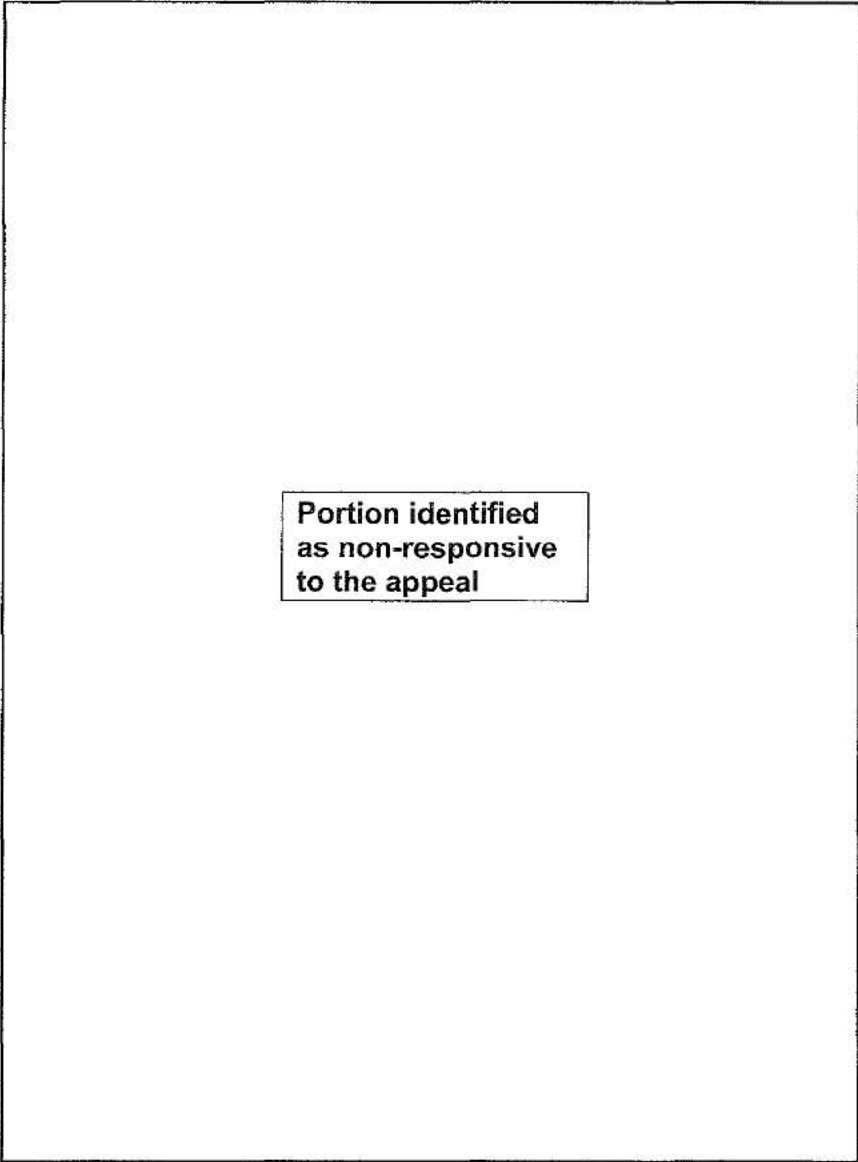 Portion identified
as non-responsive
to the appeal